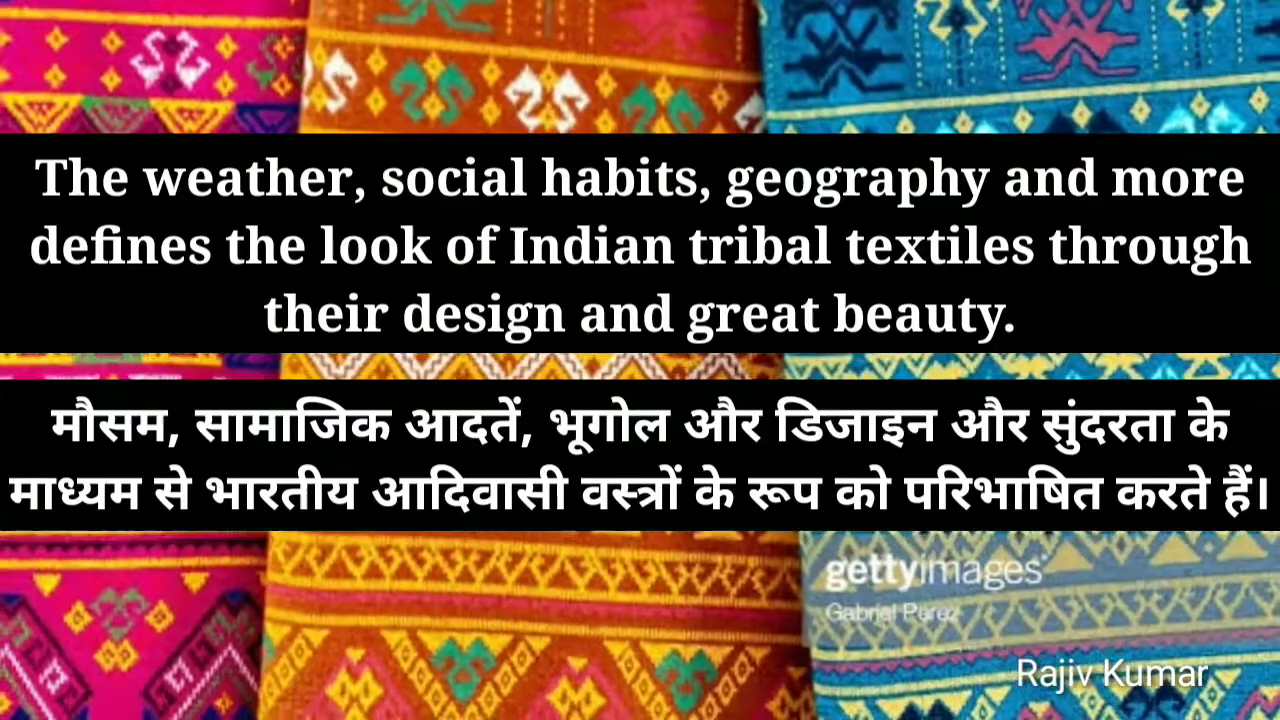 The weather, social habits, geography and more
defines the look of Indian tribal textiles through
their design and great beauty.
मौसम, सामाजिक आदतें, भूगोल और डिजाइन और सुंदरता के
माध्यम से भारतीय आदिवासी वस्त्रों के रूप को परिभाषित करते हैं।
gettyimages
Gabriel Perez
Rajiv Kumar